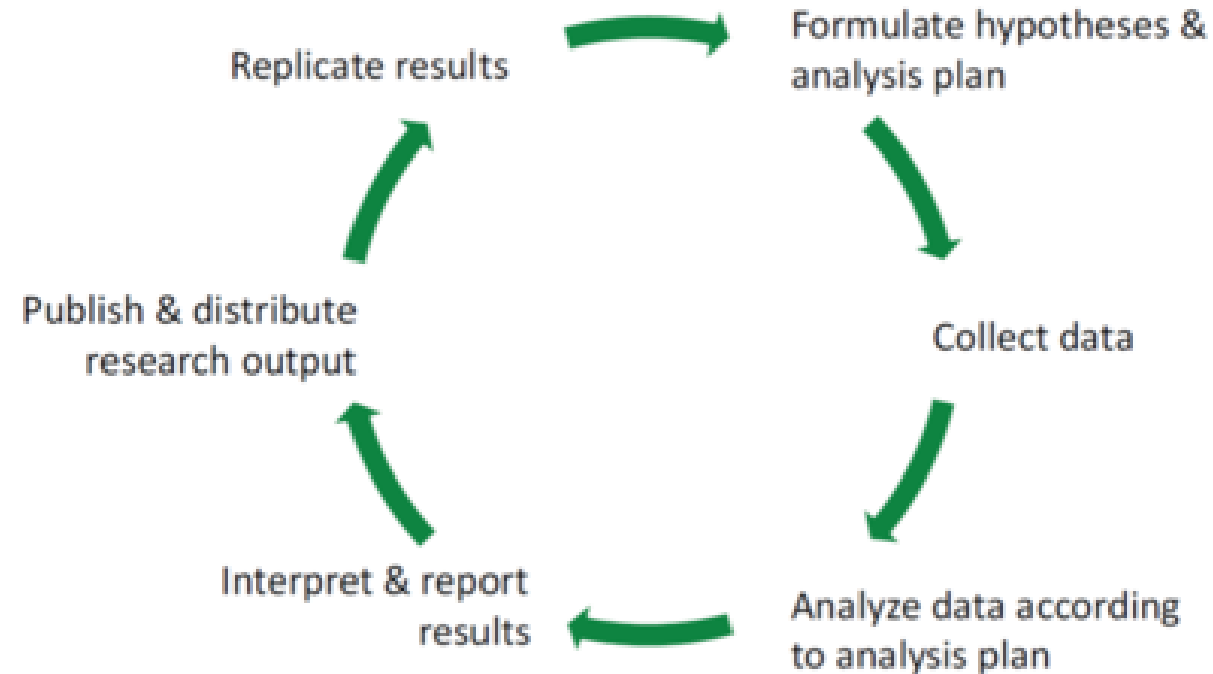 Replicate results
Formulate hypotheses &
analysis plan
Collect data
Analyze data according
to analysis plan
Interpret & report
results
Publish & distribute
research output